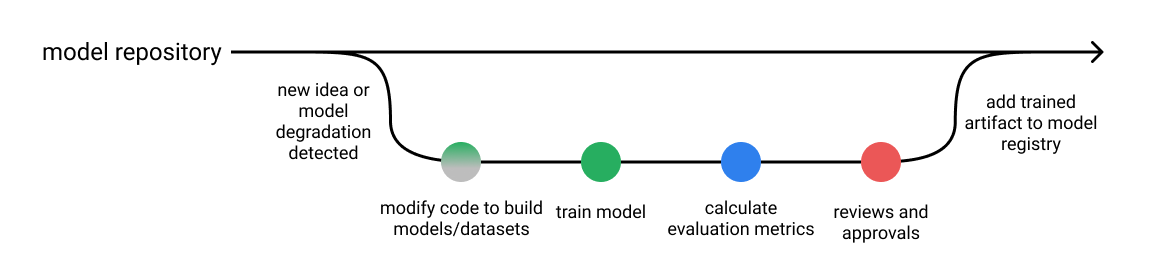 model repository
new idea or
model
degradation
detected
add trained
artifact to model
registry
modify code to build
models/datasets
train model
calculate
evaluation metrics
reviews and
approvals